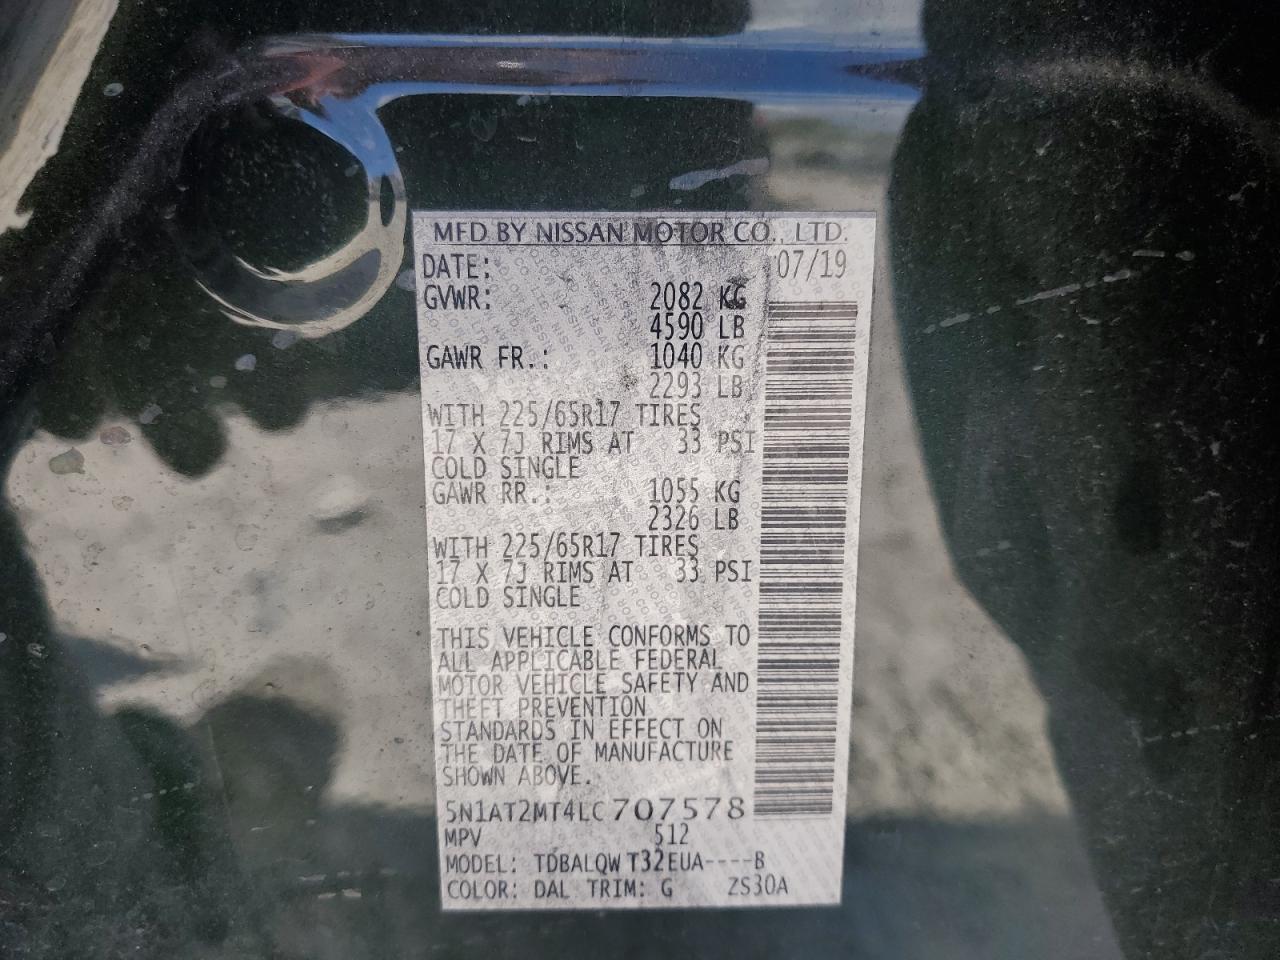 MFD BY NISSAN MOTOR CO., LTD.
DATE: 07/19
GVWR: 2082 KG
4590 LB
GAWR FR.: 1040 KG
2293 LB
WITH 225/65R17 TIRES
17 X 7J RIMS AT 33 PSI
COLD SINGLE
GAWR RR.: 1055 KG
2326 LB
WITH 225/65R17 TIRES
17 X 7J RIMS AT 33 PSI
COLD SINGLE
THIS VEHICLE CONFORMS TO
ALL APPLICABLE FEDERAL
MOTOR VEHICLE SAFETY AND
THEFT PREVENTION
STANDARDS IN EFFECT ON
THE DATE OF MANUFACTURE
SHOWN ABOVE.
5N1AT2MT4LC707578
MPV 512
MODEL: TDBALQWT32EUA----B
COLOR: DAL TRIM: G ZS30A